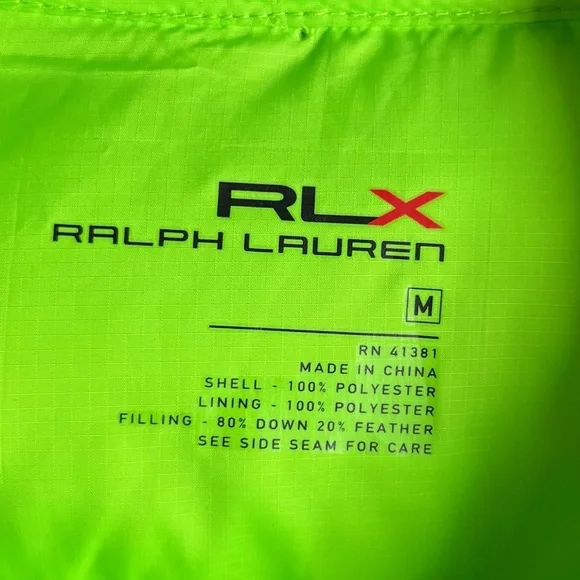 RLX
RALPH LAUREN
M
RN 41381
MADE IN CHINA
SHELL - 100% POLYESTER
LINING - 100% POLYESTER
FILLING - 80% DOWN 20% FEATHER
SEE SIDE SEAM FOR CARE